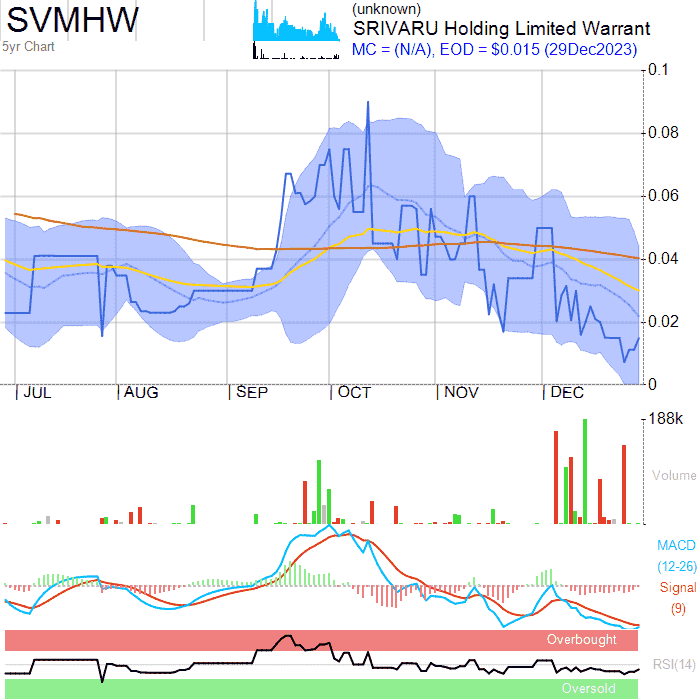 SVMHW
5yr Chart
(unknown)
SRIVARU Holding Limited Warrant
MC = (N/A), EOD = $0.015 (29Dec2023)
0.1
0.08
0.06
0.04
0.02
0
JUL AUG SEP OCT NOV DEC
188k
Volume
MACD
(12-26)
Signal
(9)
Overbought
RSI(14)
Oversold